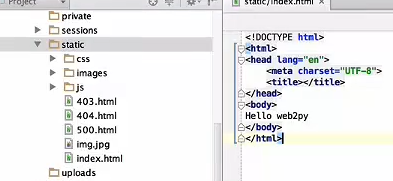 Project
private
sessions
static
css
images
js
403.html
404.html
500.html
img.jpg
index.html
uploads
static/index.html
<!DOCTYPE html>
<html>
<head lang="en">
<meta charset="UTF-8">
<title></title>
</head>
<body>
Hello web2py
</body>
</html>